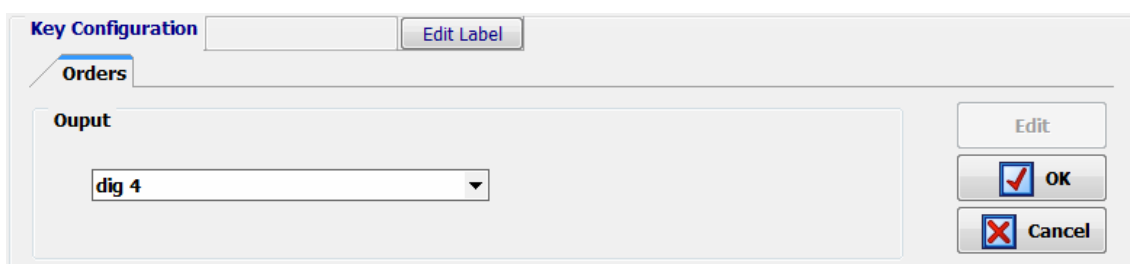 Key Configuration Edit Label
Orders
Ouput
Edit
dig 4
OK
Cancel